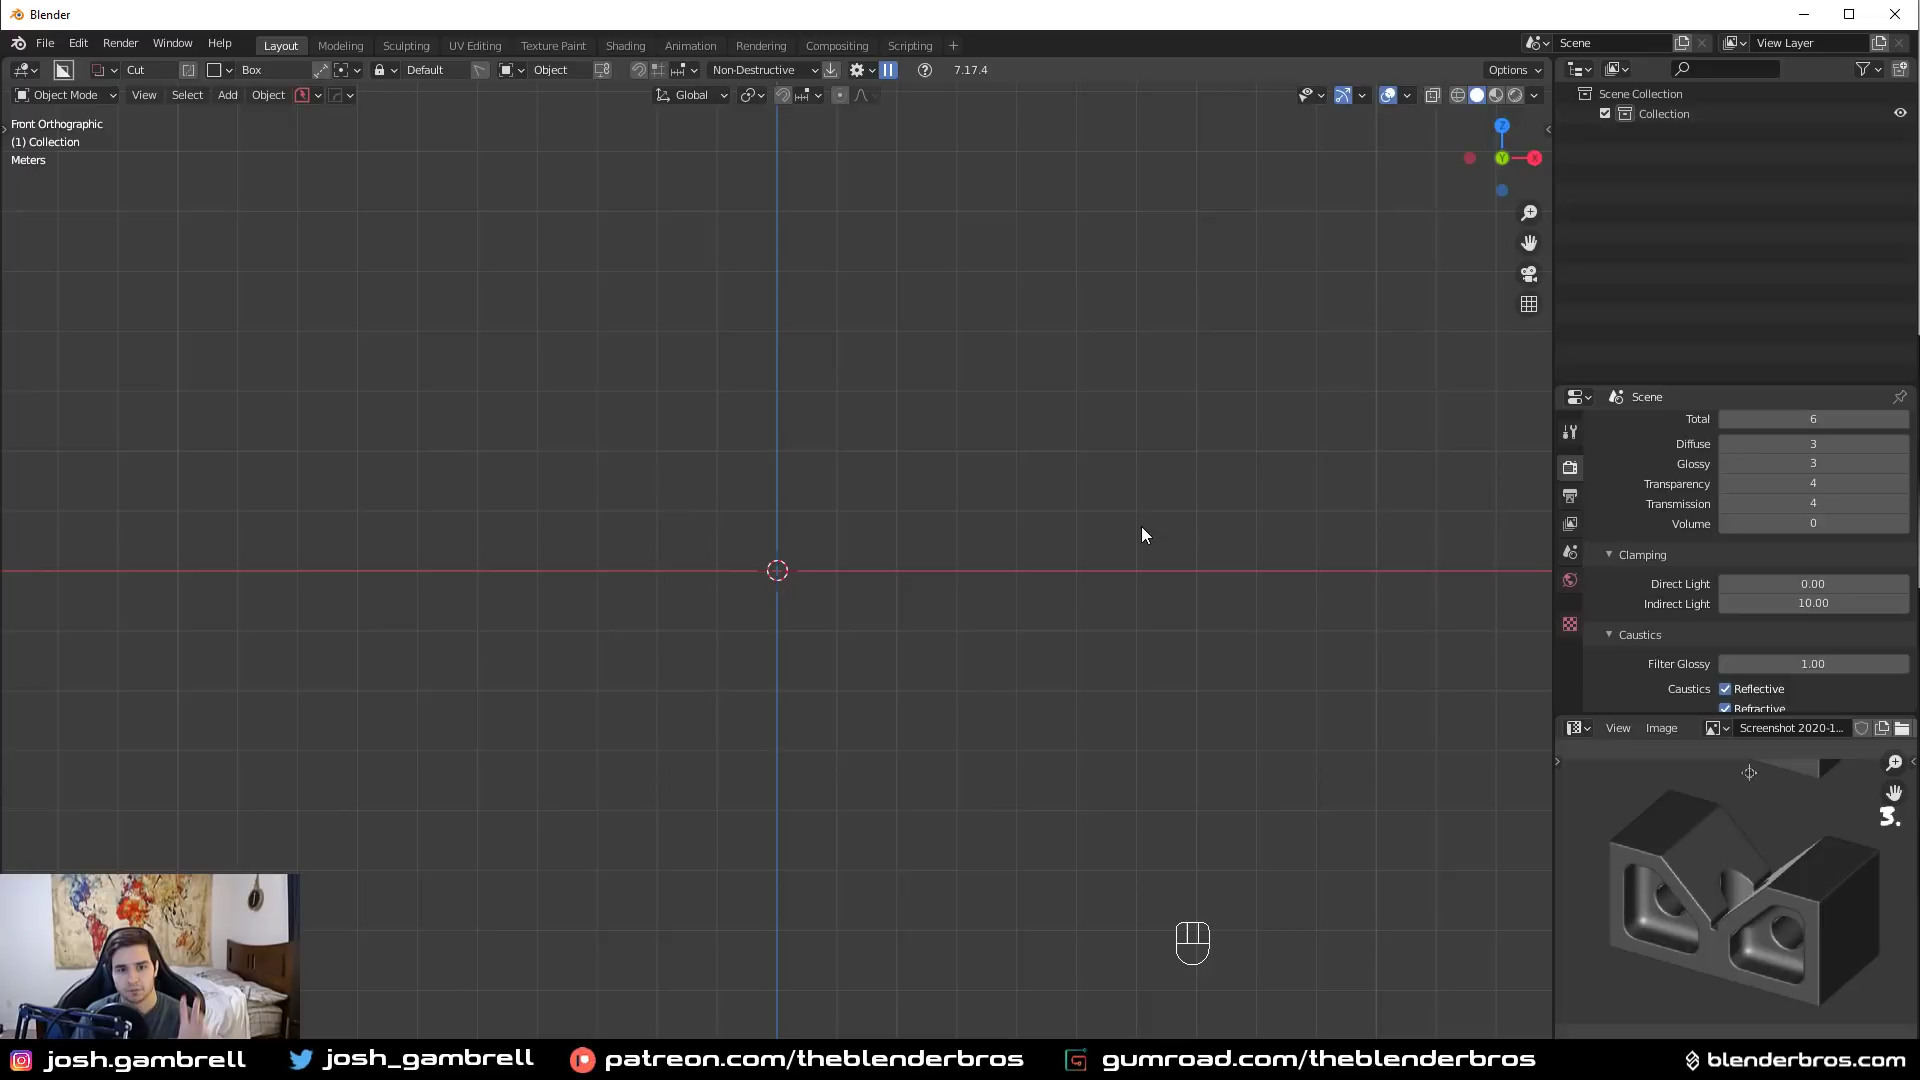 Blender
File Edit Render Window Help Layout Modeling Sculpting UV Editing Texture Paint Shading Animation Rendering Compositing Scripting + Scene View Layer
Cut Box Default Object Non-Destructive 7.17.4 Options
Object Mode View Select Add Object Global
Front Orthographic
(1) Collection
Meters
Z
Y
X
Scene Collection
Collection
Scene
Total 6
Diffuse 3
Glossy 3
Transparency 4
Transmission 4
Volume 0
Clamping
Direct Light 0.00
Indirect Light 10.00
Caustics
Filter Glossy 1.00
Caustics Reflective
Refractive
View Image Screenshot 2020-1...
3.
josh.gambrell josh_gambrell patreon.com/theblenderbros gumroad.com/theblenderbros blenderbros.com